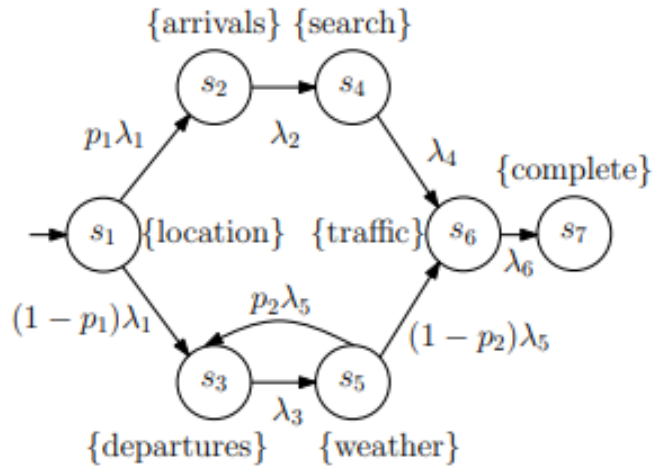 {arrivals} {search}
s₂ s₄
p₁λ₁ λ₂ λ₄
{complete}
s₁ {location} {traffic} s₆ s₇
λ₆
(1 − p₁)λ₁ p₂λ₅ (1 − p₂)λ₅
s₃ s₅
λ₃
{departures} {weather}